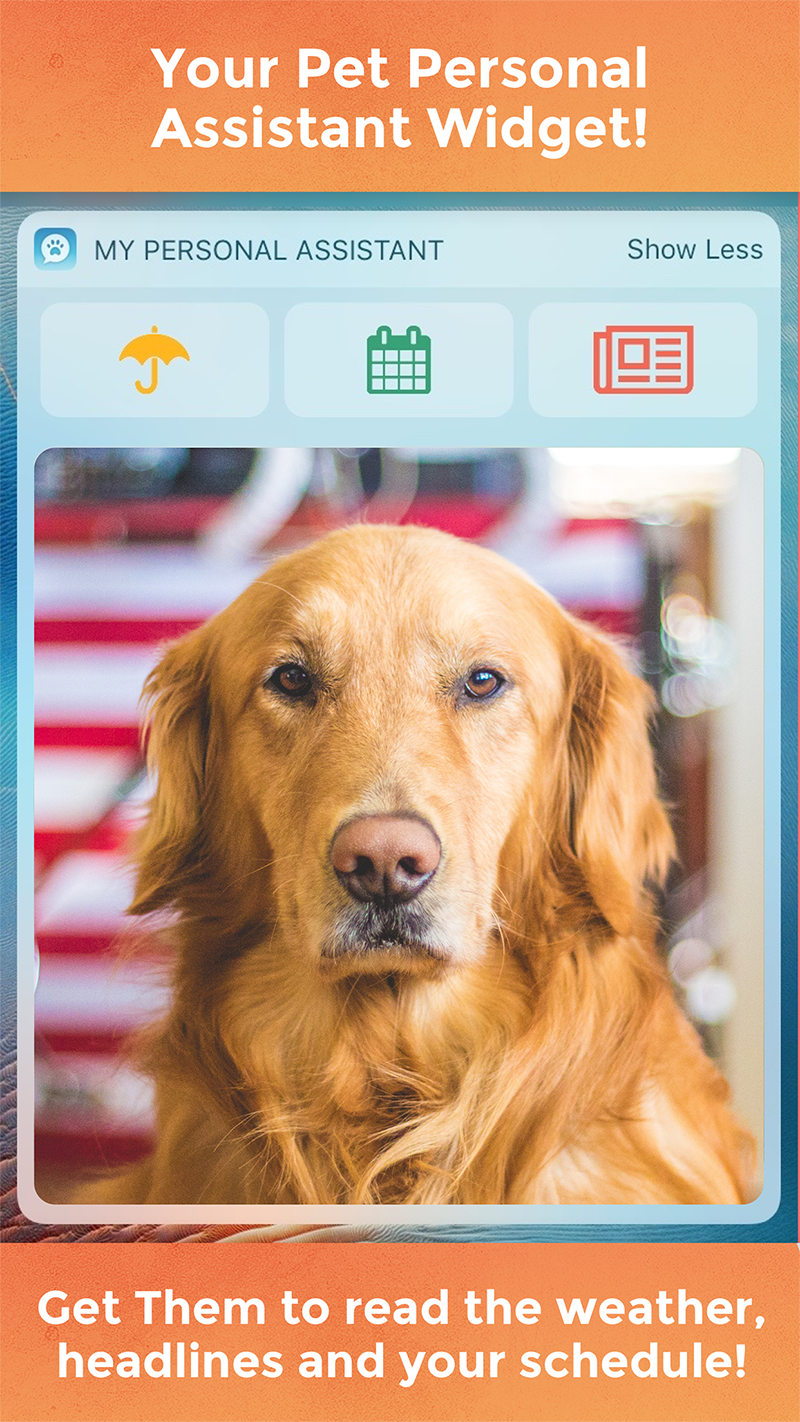 Your Pet Personal
Assistant Widget!
MY PERSONAL ASSISTANT
Show Less
Get Them to read the weather,
headlines and your schedule!